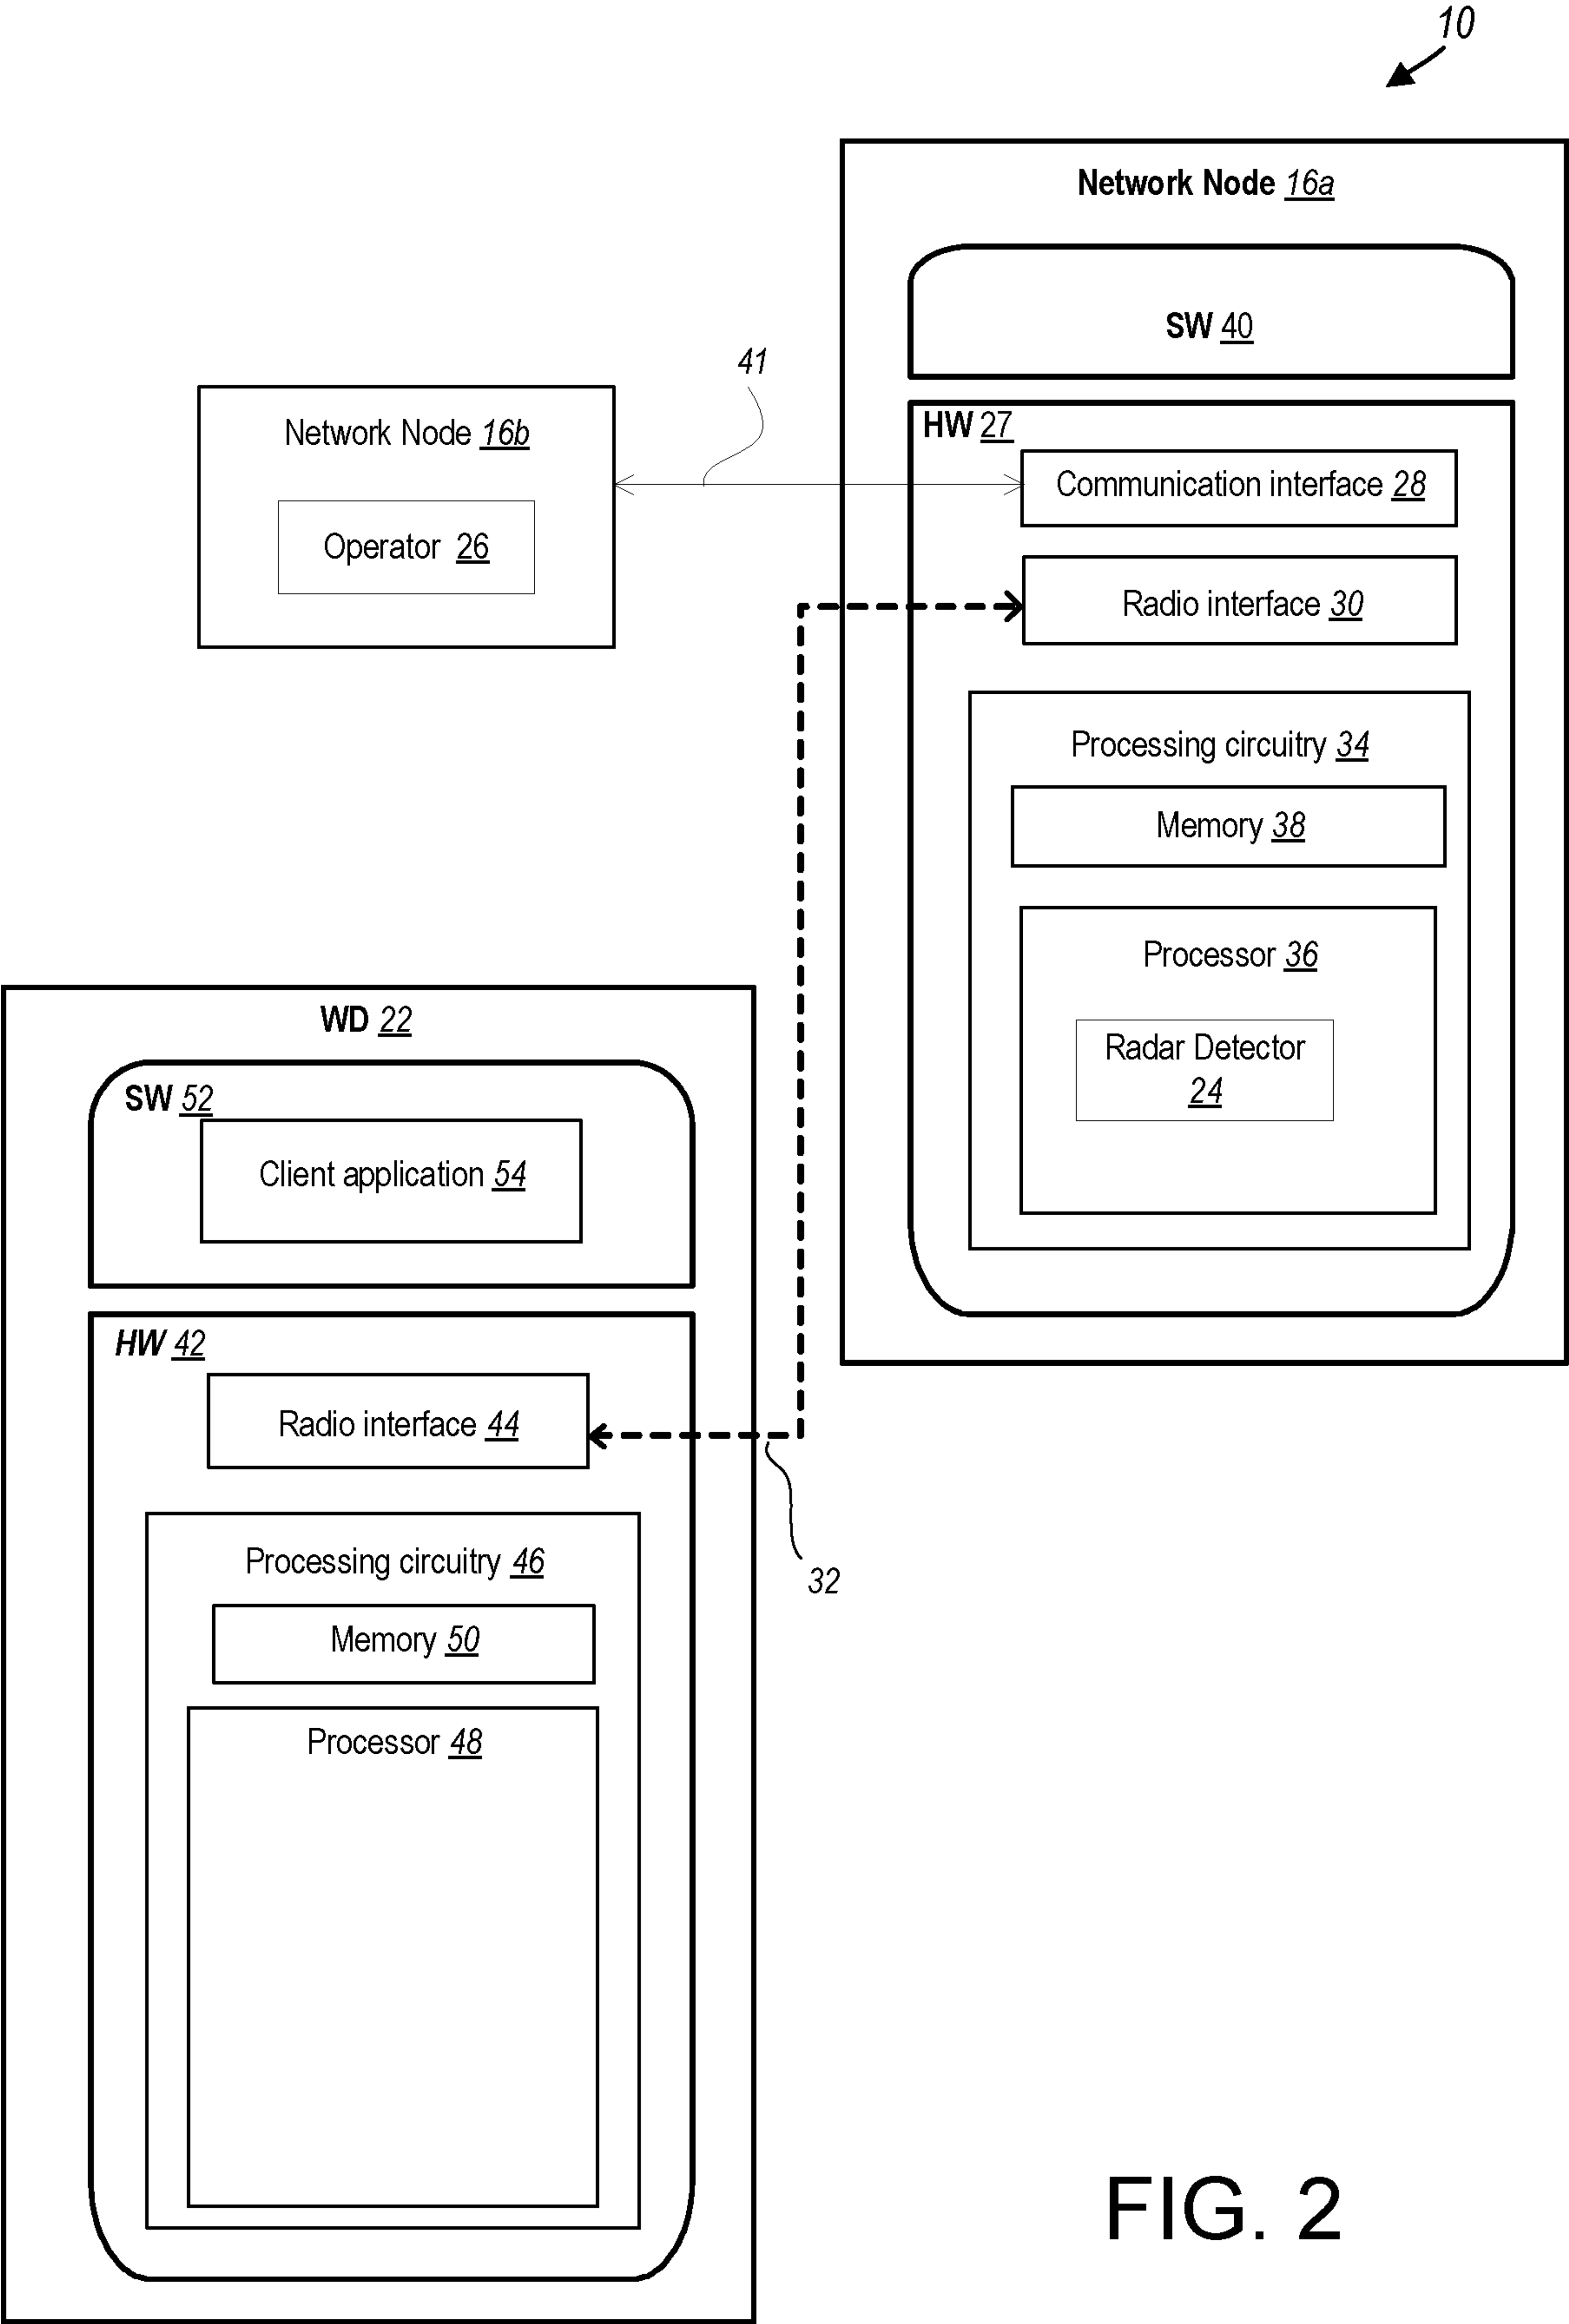 10
Network Node 16a
SW 40
41
HW 27
Network Node 16b
Communication interface 28
Operator 26
Radio interface 30
Processing circuitry 34
Memory 38
Processor 36
WD 22
Radar Detector
24
SW 52
Client application 54
HW 42
Radio interface 44
32
Processing circuitry 46
Memory 50
Processor 48
FIG. 2